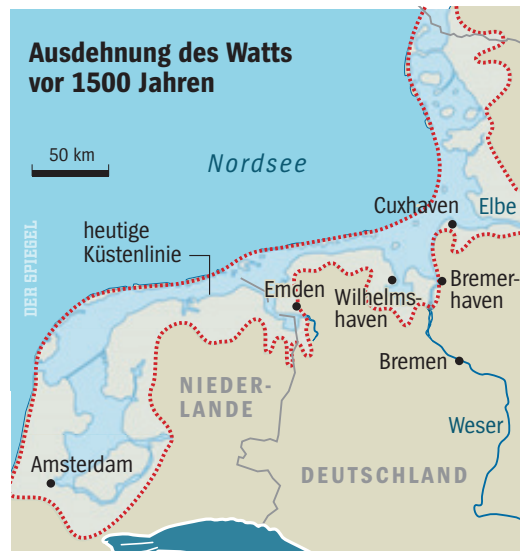 Ausdehnung des Watts
vor 1500 Jahren
50 km
Nordsee
Cuxhaven
Elbe
heutige
Küstenlinie
DER SPIEGEL
Emden
Wilhelms-
haven
Bremer-
haven
Bremen
NIEDER-
LANDE
Weser
Amsterdam
DEUTSCHLAND